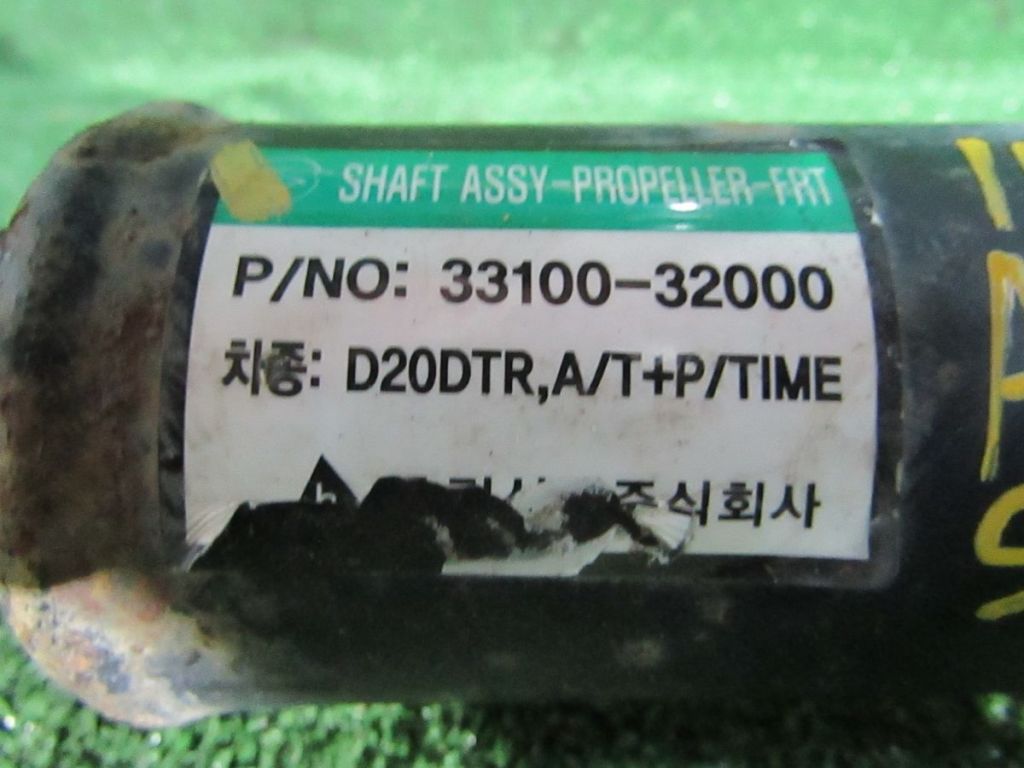 SHAFT ASSY-PROPELLER-FRT
P/NO: 33100-32000
차종: D20DTR,A/T+P/TIME
주식회사